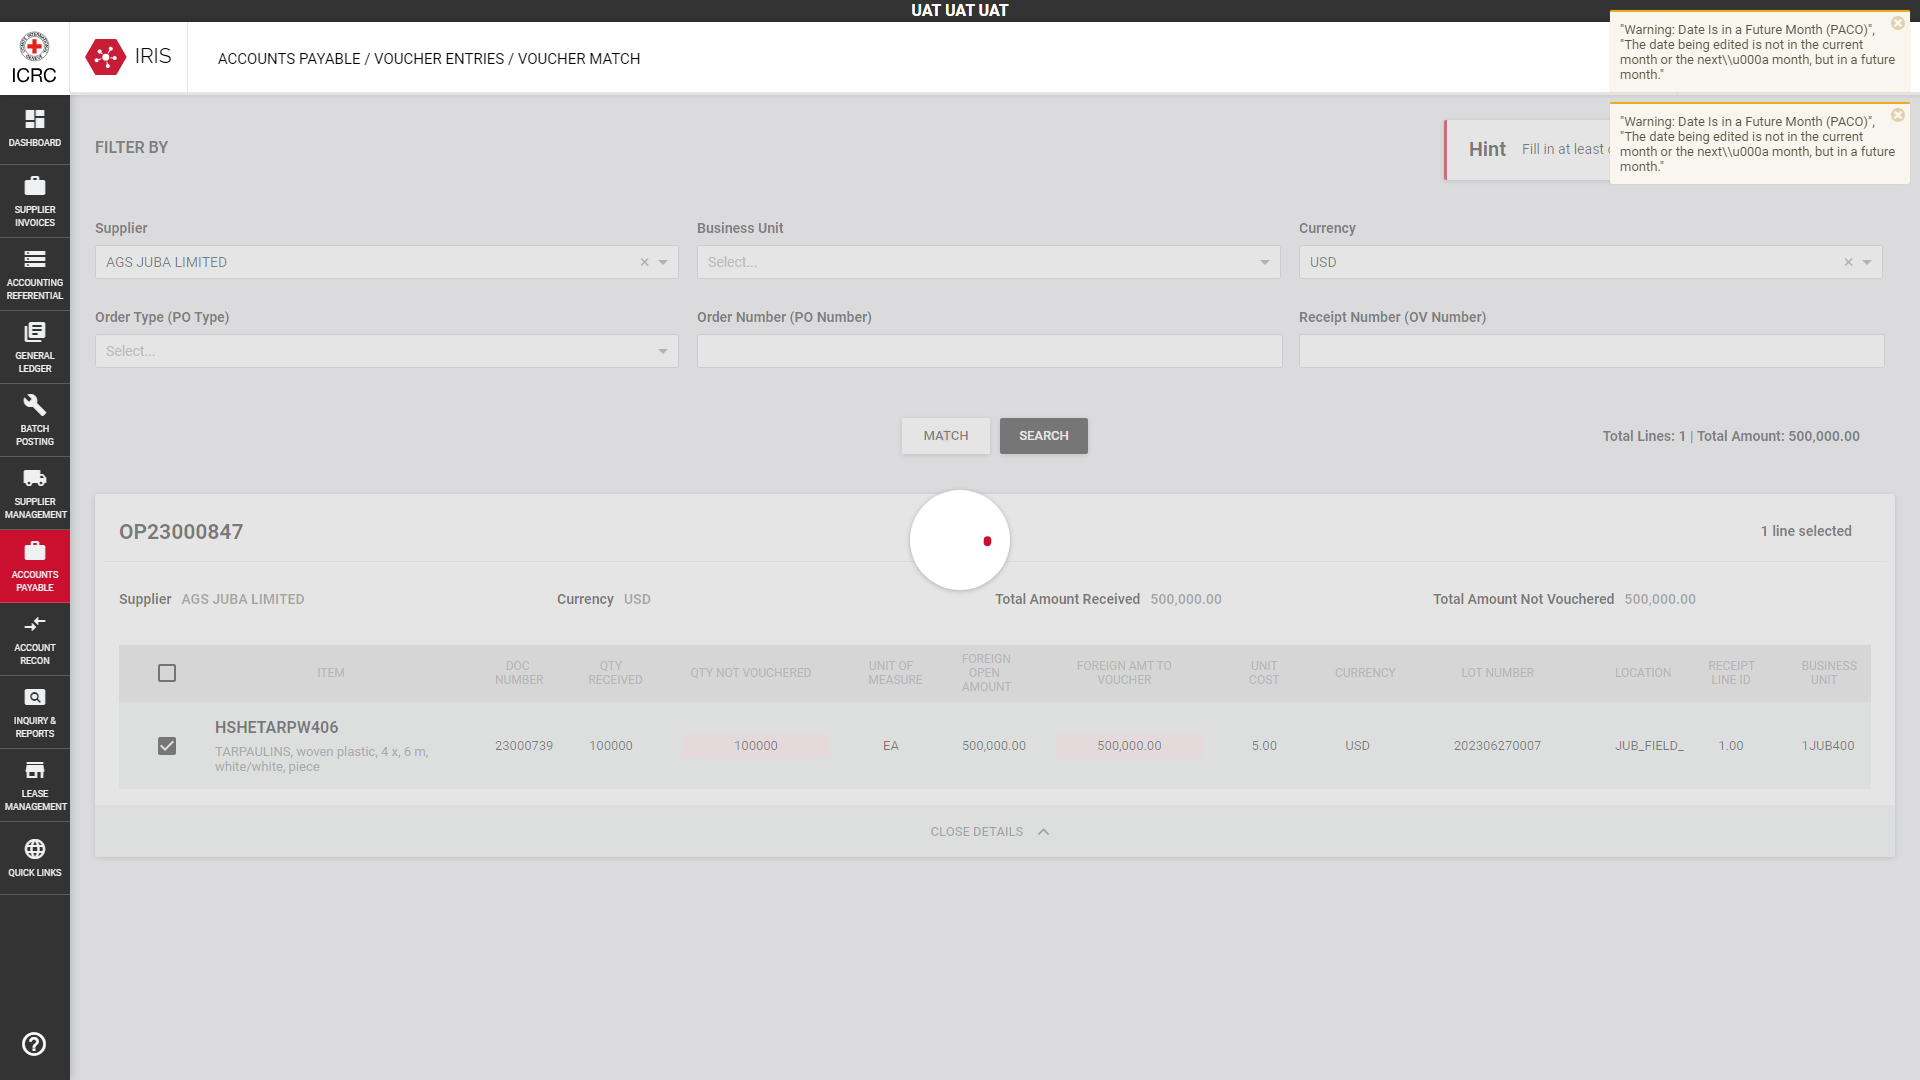 UAT UAT UAT
ICRC
IRIS
ACCOUNTS PAYABLE / VOUCHER ENTRIES / VOUCHER MATCH
"Warning: Date Is in a Future Month (PACO)",
"The date being edited is not in the current
month or the next\\u000a month, but in a future
month."
"Warning: Date Is in a Future Month (PACO)",
"The date being edited is not in the current
month or the next\\u000a month, but in a future
month."
DASHBOARD
SUPPLIER
INVOICES
ACCOUNTING
REFERENTIAL
GENERAL
LEDGER
BATCH
POSTING
SUPPLIER
MANAGEMENT
ACCOUNTS
PAYABLE
ACCOUNT
RECON
INQUIRY &
REPORTS
LEASE
MANAGEMENT
QUICK LINKS
FILTER BY
Hint Fill in at least
Supplier
AGS JUBA LIMITED
Business Unit
Select...
Currency
USD
Order Type (PO Type)
Select...
Order Number (PO Number)
Receipt Number (OV Number)
MATCH
SEARCH
Total Lines: 1 | Total Amount: 500,000.00
OP23000847
1 line selected
Supplier AGS JUBA LIMITED
Currency USD
Total Amount Received 500,000.00
Total Amount Not Vouchered 500,000.00
ITEM
DOC
NUMBER
QTY
RECEIVED
QTY NOT VOUCHERED
UNIT OF
MEASURE
FOREIGN
OPEN
AMOUNT
FOREIGN AMT TO
VOUCHER
UNIT
COST
CURRENCY
LOT NUMBER
LOCATION
RECEIPT
LINE ID
BUSINESS
UNIT
HSHETARPW406
TARPAULINS, woven plastic, 4 x, 6 m,
white/white, piece
23000739
100000
100000
EA
500,000.00
500,000.00
5.00
USD
202306270007
JUB_FIELD_
1.00
1JUB400
CLOSE DETAILS